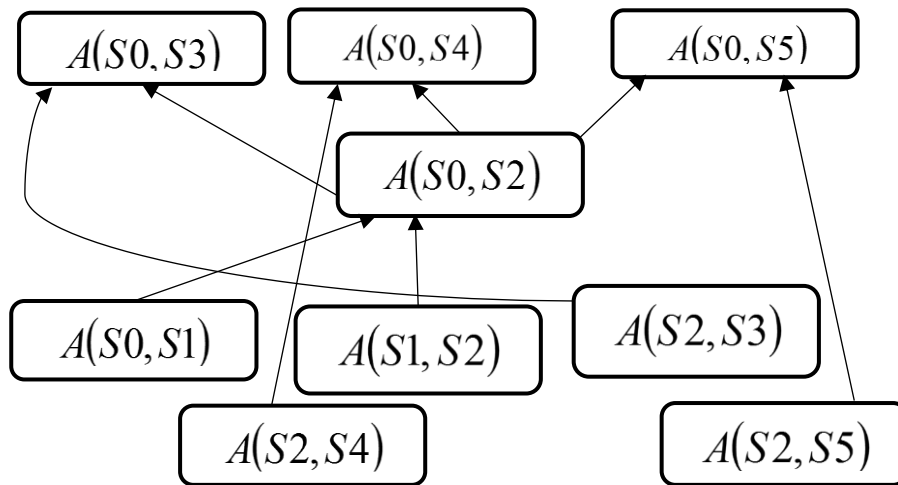 A(S0, S3)
A(S0, S4)
A(S0, S5)
A(S0, S2)
A(S0, S1)
A(S1, S2)
A(S2, S3)
A(S2, S4)
A(S2, S5)